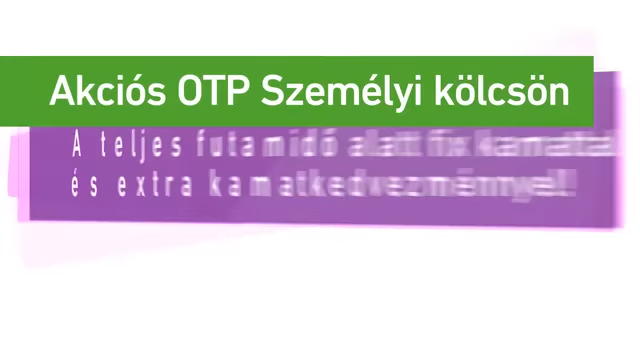 Akciós OTP Személyi kölcsön
A teljes futamidő alatt fix kamattal
és extra kamatkedvezménnyel!